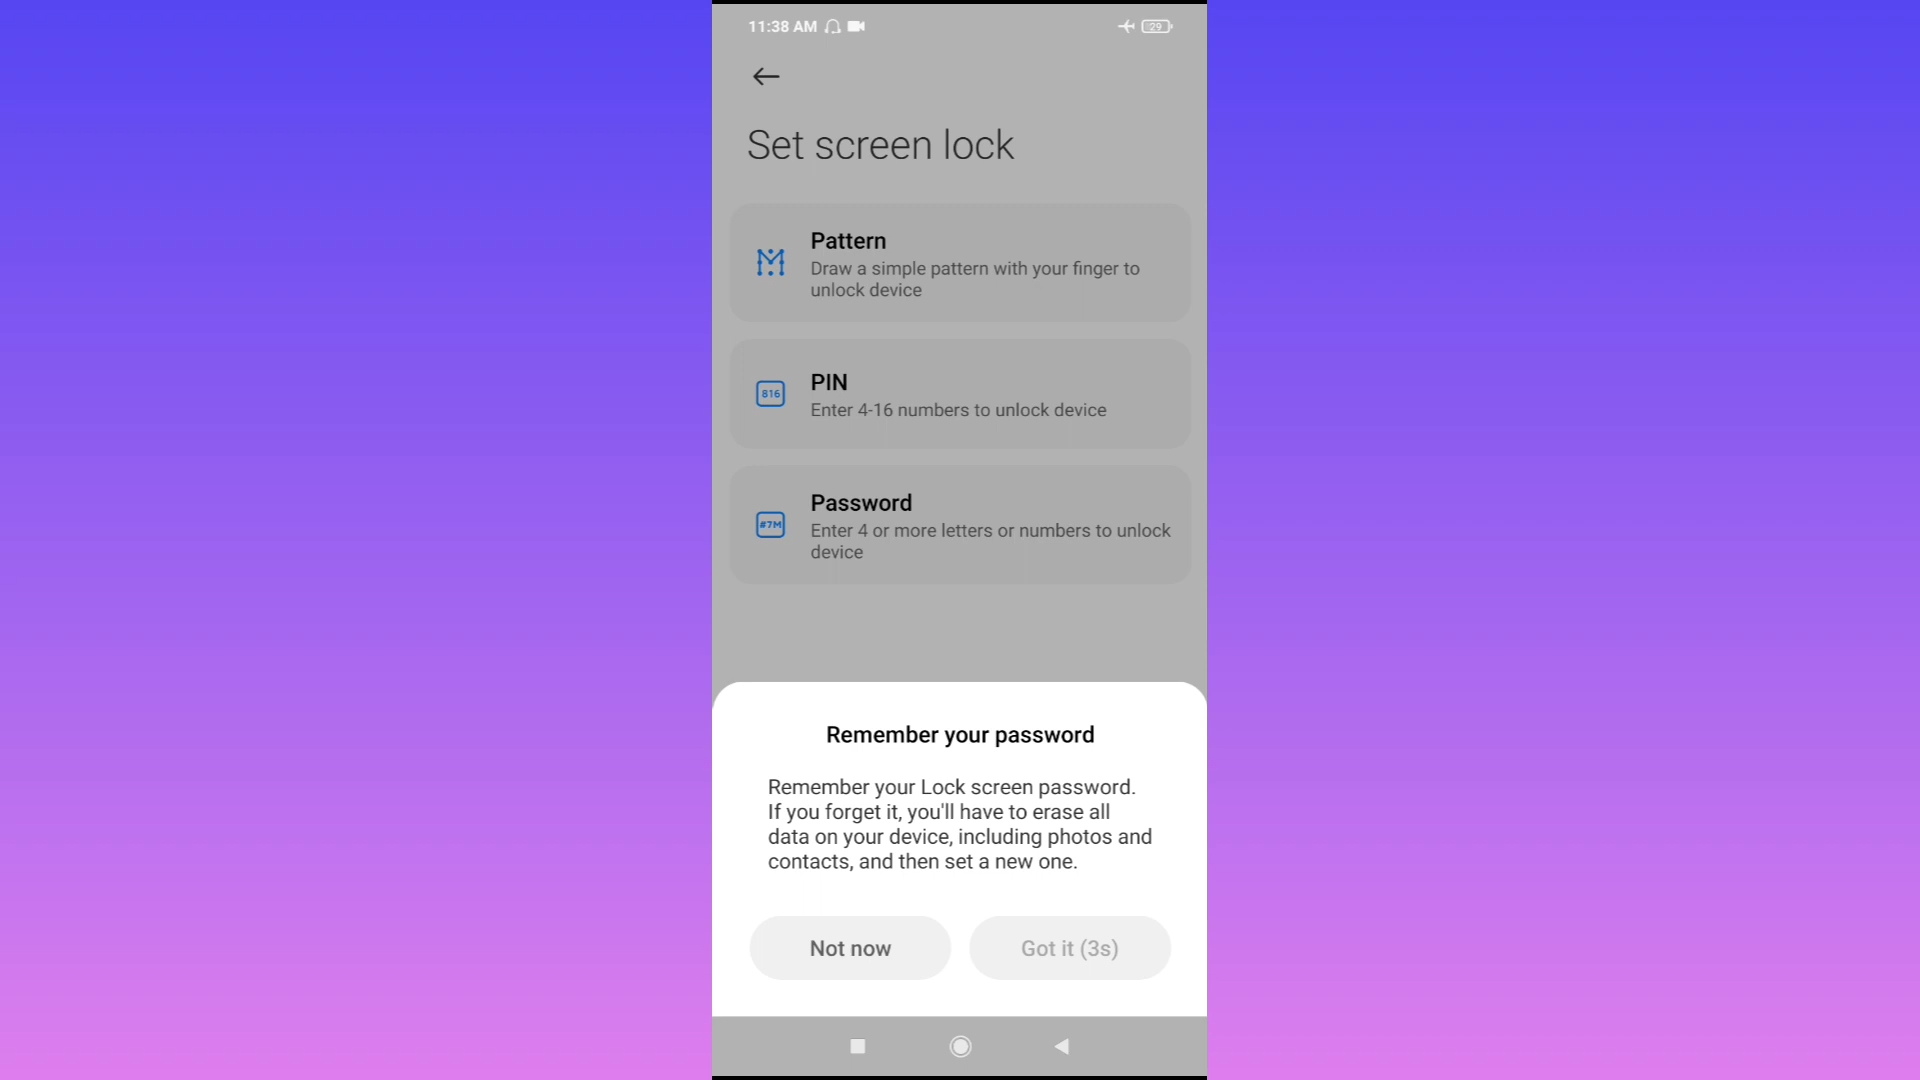 11:38 AM
29
Set screen lock
Pattern
Draw a simple pattern with your finger to
unlock device
816
PIN
Enter 4-16 numbers to unlock device
#7M
Password
Enter 4 or more letters or numbers to unlock
device
Remember your password
Remember your Lock screen password.
If you forget it, you'll have to erase all
data on your device, including photos and
contacts, and then set a new one.
Not now
Got it (3s)